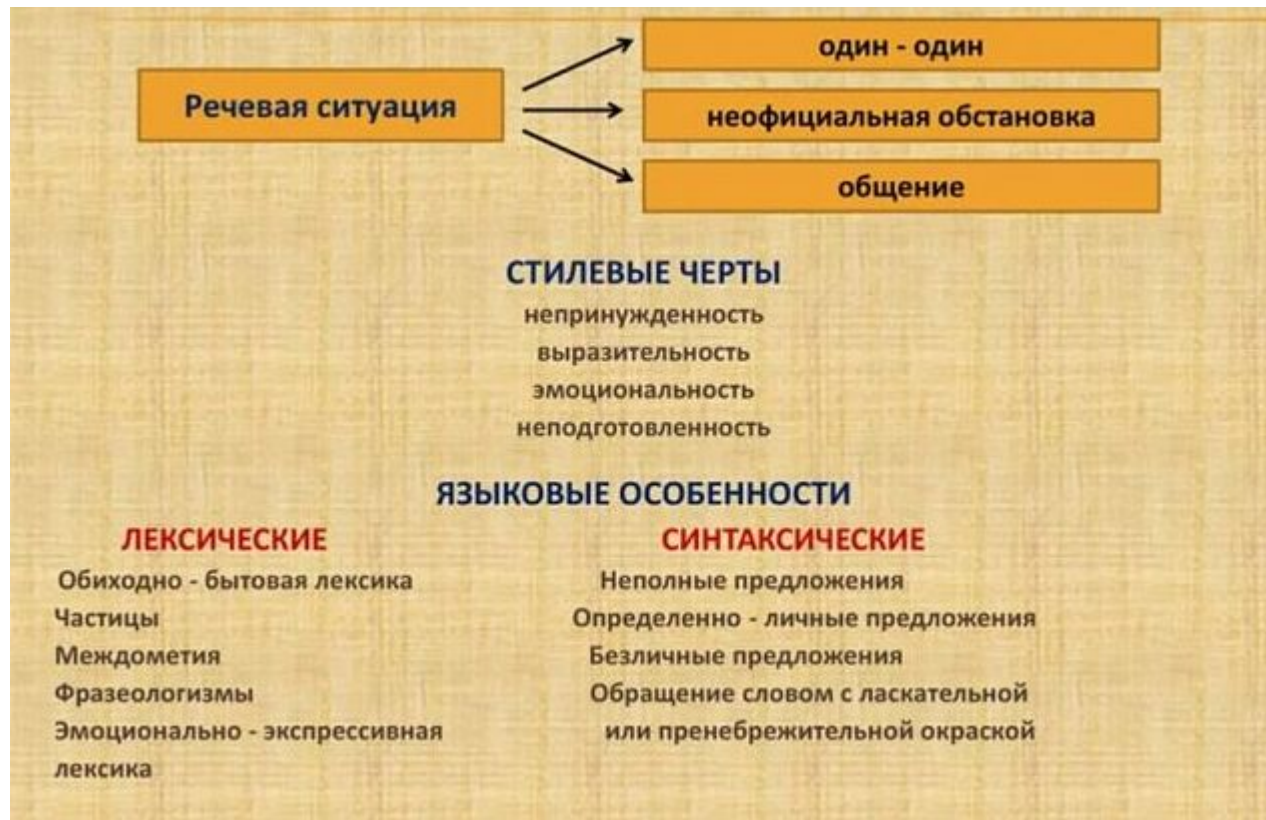 Речевая ситуация
один - один
неофициальная обстановка
общение
СТИЛЕВЫЕ ЧЕРТЫ
непринужденность
выразительность
эмоциональность
неподготовленность
ЯЗЫКОВЫЕ ОСОБЕННОСТИ
ЛЕКСИЧЕСКИЕ
Обиходно - бытовая лексика
Частицы
Междометия
Фразеологизмы
Эмоционально - экспрессивная
лексика
СИНТАКСИЧЕСКИЕ
Неполные предложения
Определенно - личные предложения
Безличные предложения
Обращение словом с ласкательной
или пренебрежительной окраской